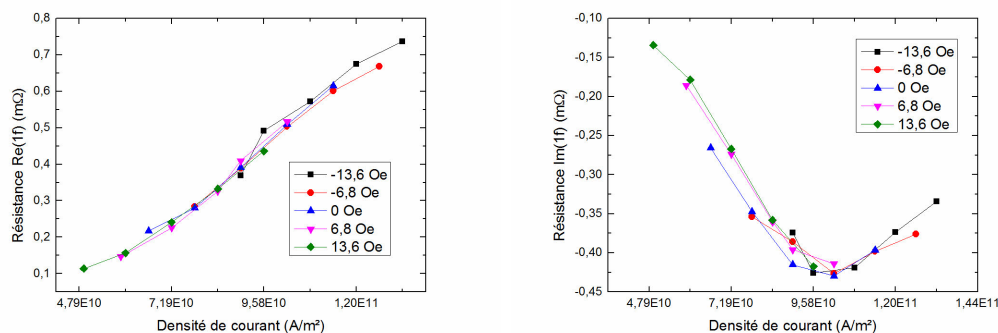 0,8
0,7
0,6
0,5
0,4
0,3
0,2
0,1
Résistance Re(1f) (mΩ)
-13,6 Oe
-6,8 Oe
0 Oe
6,8 Oe
13,6 Oe
4,79E10
7,19E10
9,58E10
1,20E11
Densité de courant (A/m²)
-0,10
-0,15
-0,20
-0,25
-0,30
-0,35
-0,40
-0,45
Résistance Im(1f) (mΩ)
-13,6 Oe
-6,8 Oe
0 Oe
6,8 Oe
13,6 Oe
4,79E10
7,19E10
9,58E10
1,20E11
1,44E11
Densité de courant (A/m²)